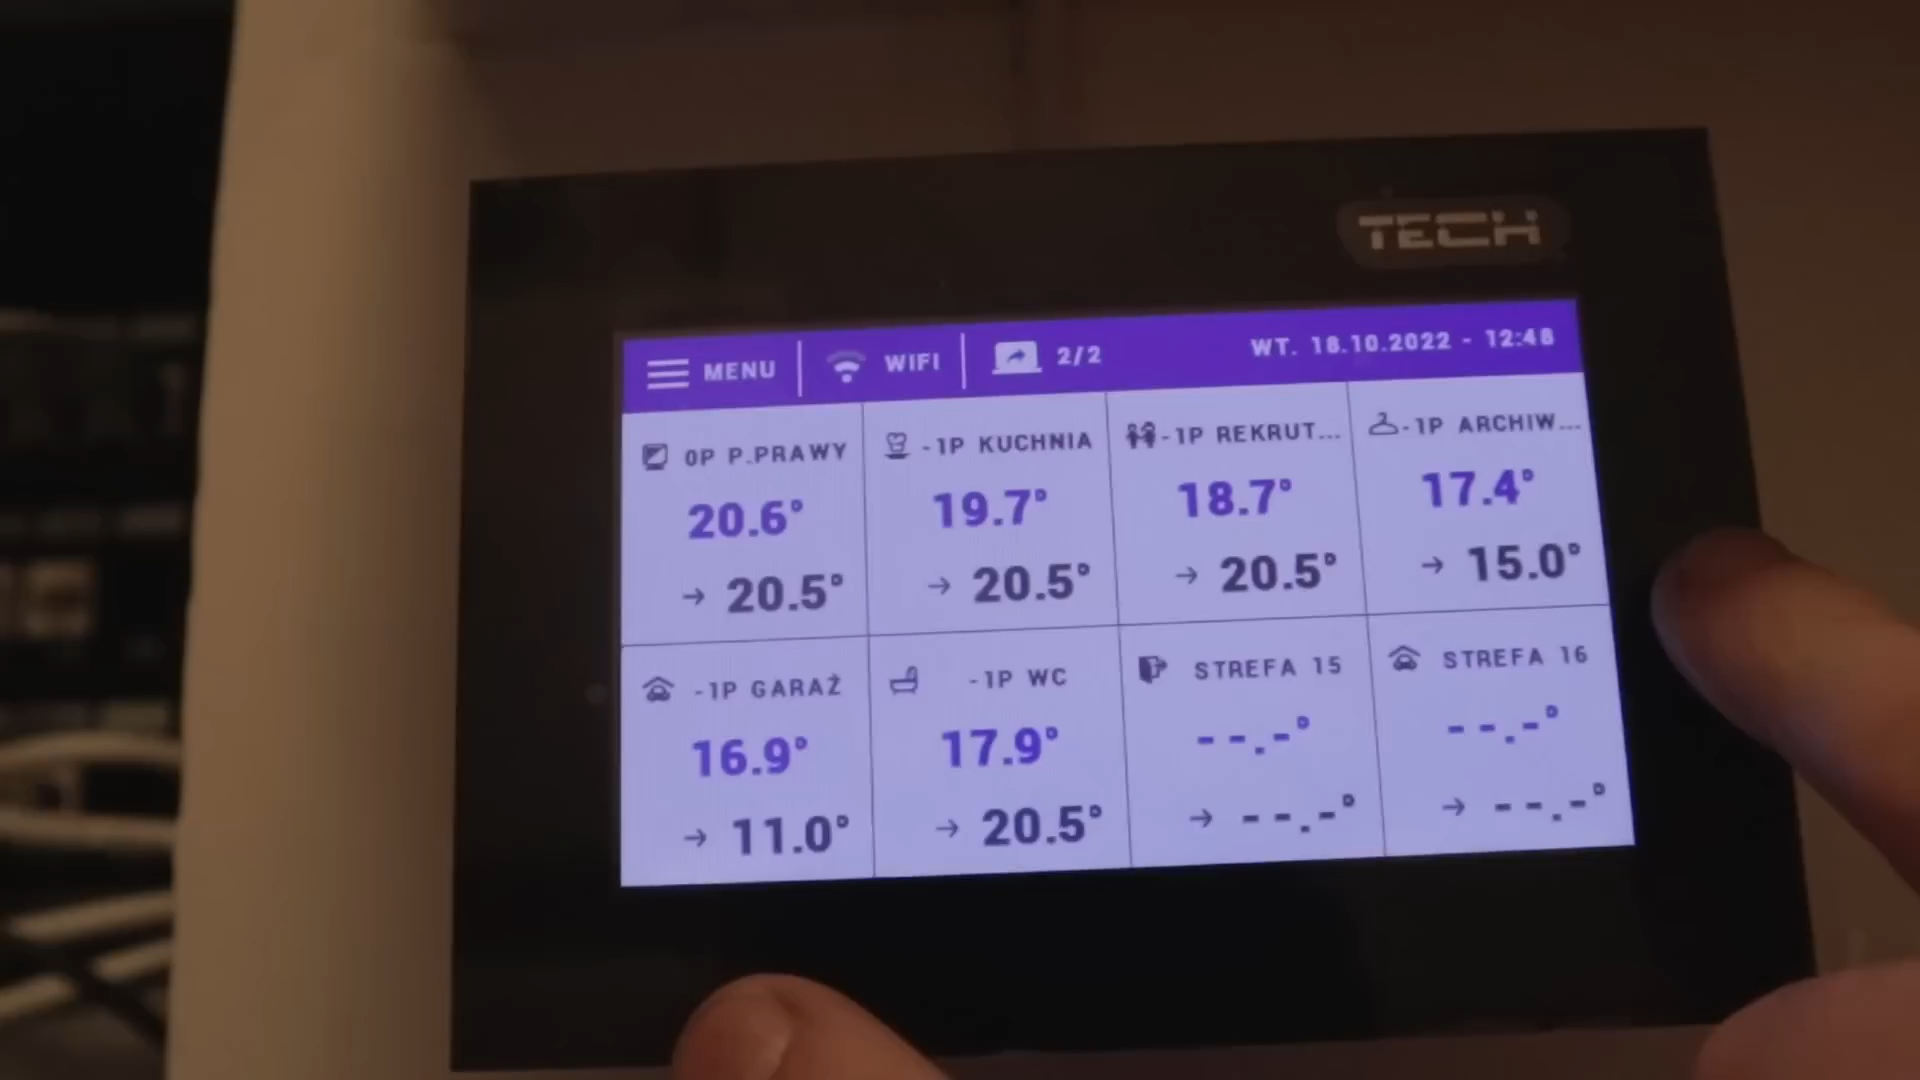 TECH
MENU WIFI 2/2 WT. 18.10.2022 - 12:48
0P P.PRAWY -1P KUCHNIA -1P REKRUT... -1P ARCHIW...
20.6° 19.7° 18.7° 17.4°
→ 20.5° → 20.5° → 20.5° → 15.0°
-1P GARAŻ -1P WC STREFA 15 STREFA 16
16.9° 17.9° --.-° --.-°
→ 11.0° → 20.5° → --.-° → --.-°